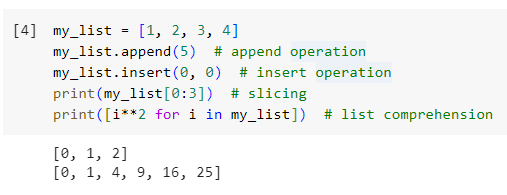 [4] my_list = [1, 2, 3, 4]
my_list.append(5)  # append operation
my_list.insert(0, 0)  # insert operation
print(my_list[0:3])  # slicing
print([i**2 for i in my_list])  # list comprehension
[0, 1, 2]
[0, 1, 4, 9, 16, 25]